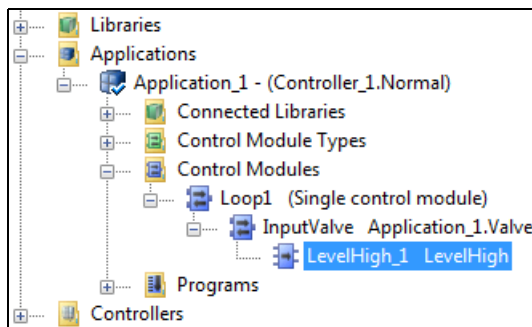 Libraries
Applications
Application_1 - (Controller_1.Normal)
Connected Libraries
Control Module Types
Control Modules
Loop1 (Single control module)
InputValve Application_1.Valve
LevelHigh_1 LevelHigh
Programs
Controllers